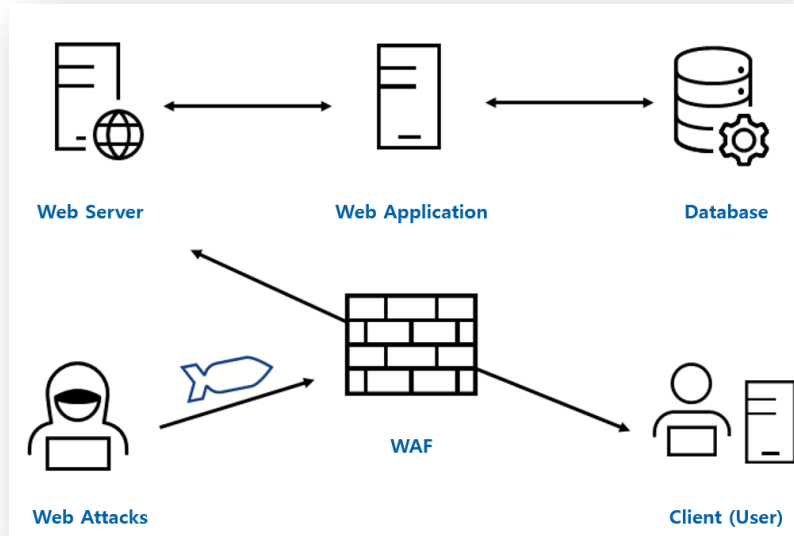 Web Server
Web Application
Database
WAF
Web Attacks
Client (User)